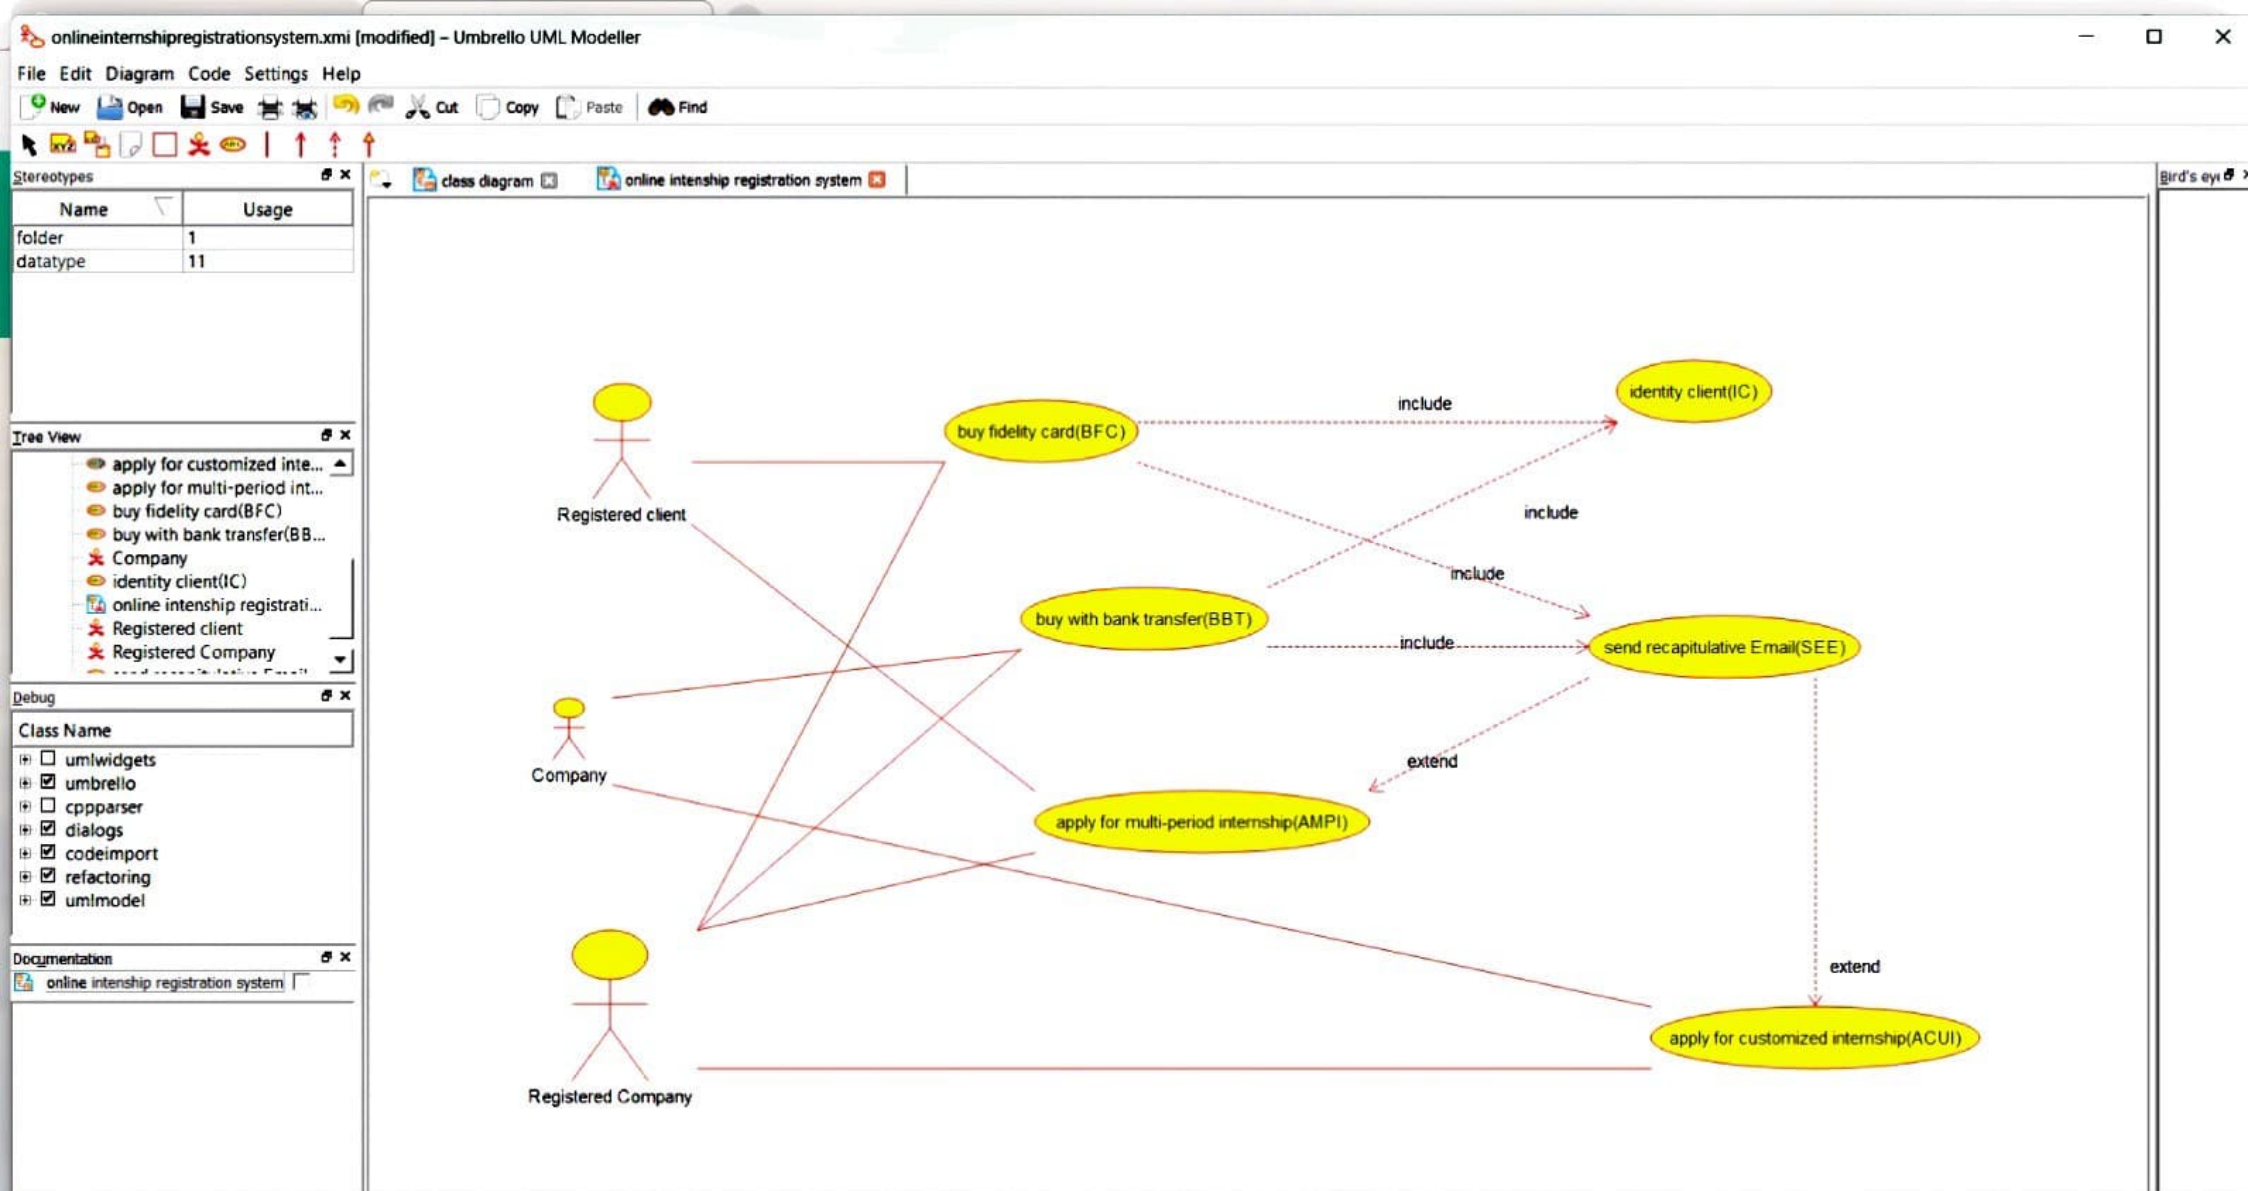 onlineinternshipregistrationsystem.xmi [modified] – Umbrello UML Modeller
File Edit Diagram Code Settings Help
New Open Save Cut Copy Paste Find
Stereotypes
Name Usage
folder 1
datatype 11
Tree View
apply for customized inte...
apply for multi-period int...
buy fidelity card(BFC)
buy with bank transfer(BB...
Company
identity client(IC)
online intenship registrati...
Registered client
Registered Company
Debug
Class Name
umlwidgets
umbrello
cppparser
dialogs
codeimport
refactoring
umlmodel
Documentation
online intenship registration system
class diagram
online intenship registration system
Bird's eye
Registered client
buy fidelity card(BFC)
include
identity client(IC)
include
include
buy with bank transfer(BBT)
include
send recapitulative Email(SEE)
Company
extend
apply for multi-period internship(AMPI)
extend
apply for customized internship(ACUI)
Registered Company